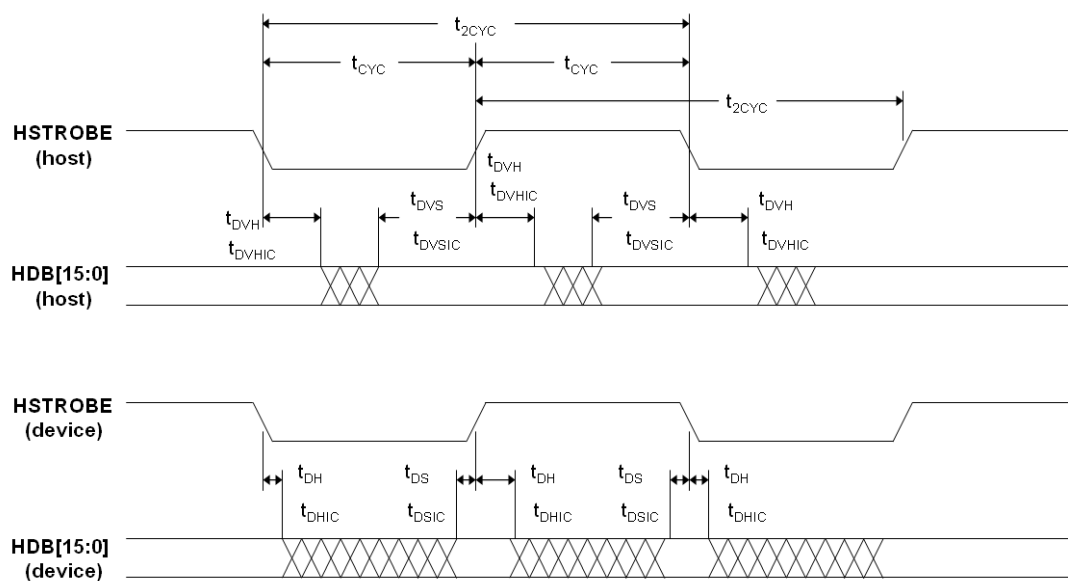 t2CYC
tCYC tCYC
t2CYC
HSTROBE
(host)
tDVH
tDVHIC
tDVS tDVS tDVH
tDVH
tDVSIC tDVSIC tDVHIC
tDVHIC
HDB[15:0]
(host)
HSTROBE
(device)
tDH tDS tDH tDS tDH
tDHIC tDSIC tDHIC tDSIC tDHIC
HDB[15:0]
(device)